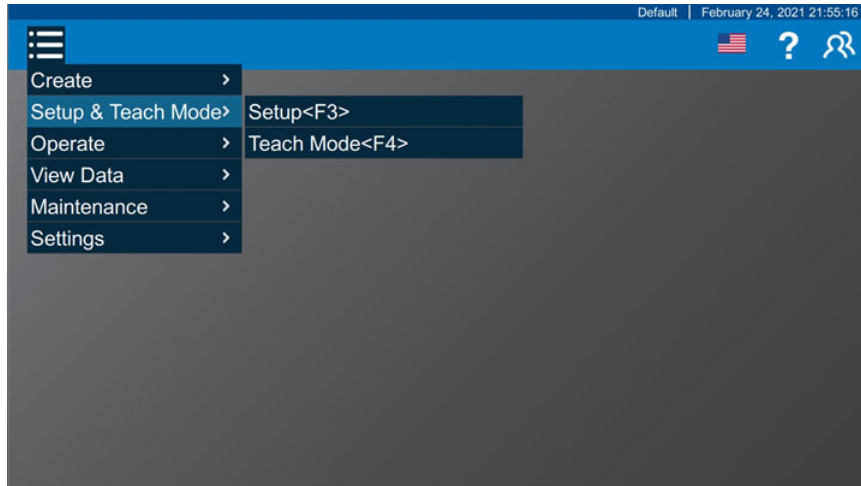 Default | February 24, 2021 21:55:16
?
Create >
Setup & Teach Mode> Setup<F3>
Operate > Teach Mode<F4>
View Data >
Maintenance >
Settings >